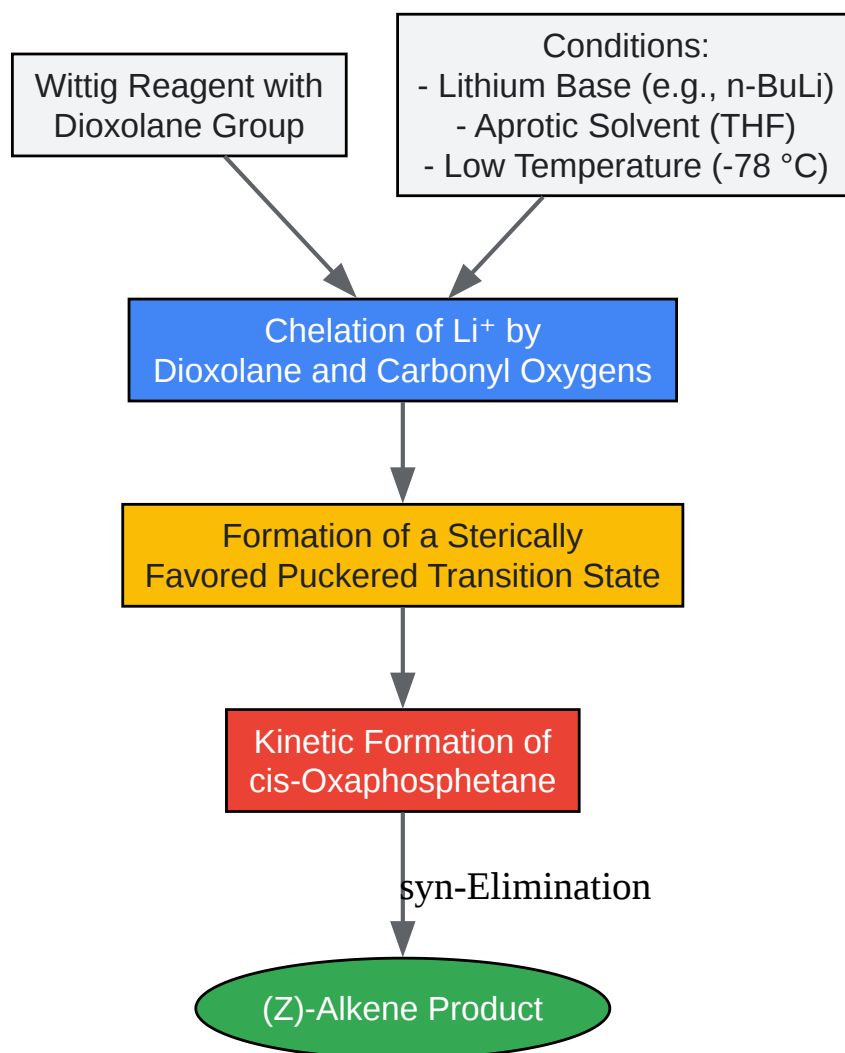 Wittig Reagent with
Dioxolane Group
Conditions:
- Lithium Base (e.g., n-BuLi)
- Aprotic Solvent (THF)
- Low Temperature (-78 °C)
Chelation of Li⁺ by
Dioxolane and Carbonyl Oxygens
Formation of a Sterically
Favored Puckered Transition State
Kinetic Formation of
cis-Oxaphosphetane
syn-Elimination
(Z)-Alkene Product